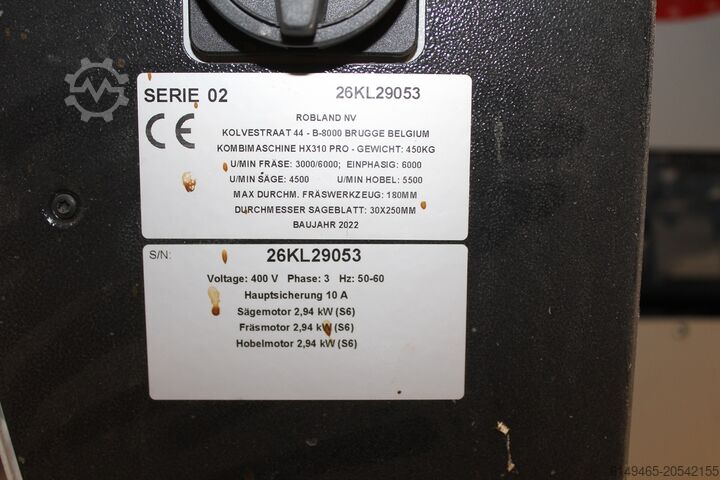 SERIE 02 26KL29053
CE
ROBLAND NV
KOLVESTRAAT 44 - B-8000 BRUGGE BELGIUM
KOMBIMASCHINE HX310 PRO - GEWICHT: 450KG
U/MIN FRÄSE: 3000/6000; EINPHASIG: 6000
U/MIN SÄGE: 4500 U/MIN HOBEL: 5500
MAX DURCHM. FRÄSWERKZEUG: 180MM
DURCHMESSER SAGEBLATT: 30X250MM
BAUJAHR 2022
S/N: 26KL29053
Voltage: 400 V Phase: 3 Hz: 50-60
Hauptsicherung 10 A
Sägemotor 2,94 kW (S6)
Fräsmotor 2,94 kW (S6)
Hobelmotor 2,94 kW (S6)